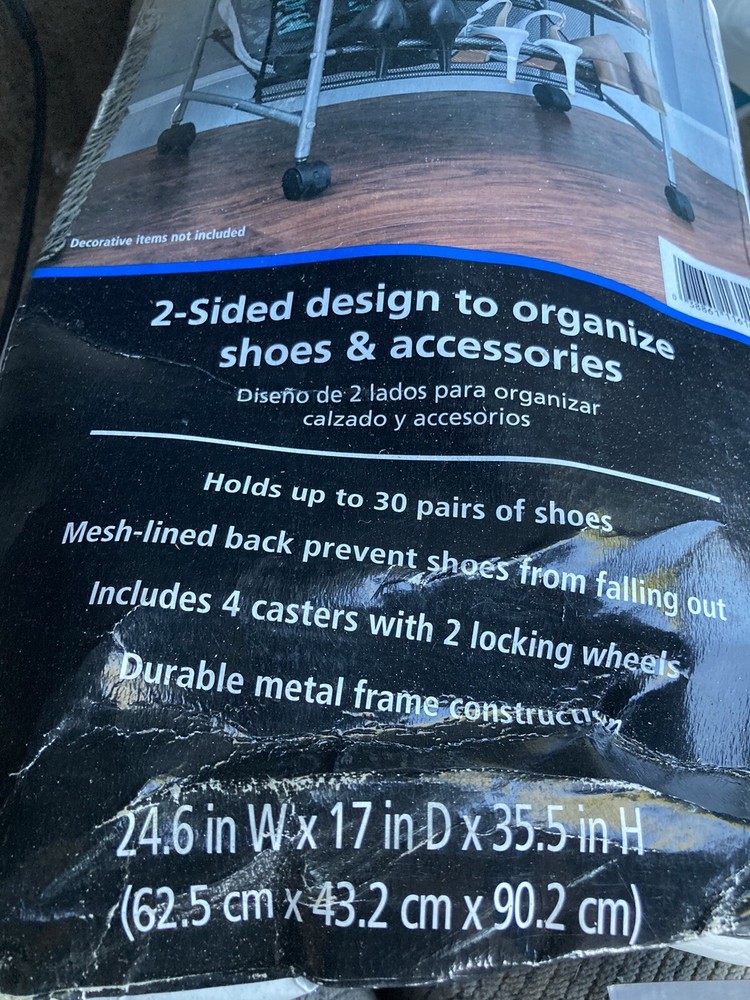 Decorative items not included
2-Sided design to organize
shoes & accessories
Diseño de 2 lados para organizar
calzado y accesorios
Holds up to 30 pairs of shoes
Mesh-lined back prevent shoes from falling out
Includes 4 casters with 2 locking wheels
Durable metal frame construction
24.6 in W x 17 in D x 35.5 in H
(62.5 cm x 43.2 cm x 90.2 cm)